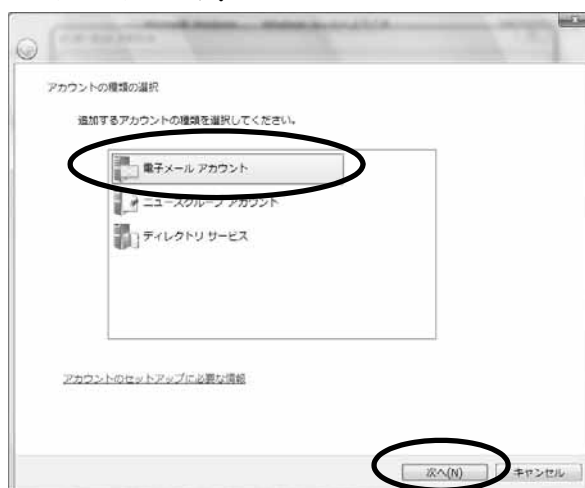 アカウントの種類の選択
追加するアカウントの種類を選択してください。
電子メール アカウント
ニュースグループ アカウント
ディレクトリ サービス
アカウントのセットアップに必要な情報
次へ(N)
キャンセル